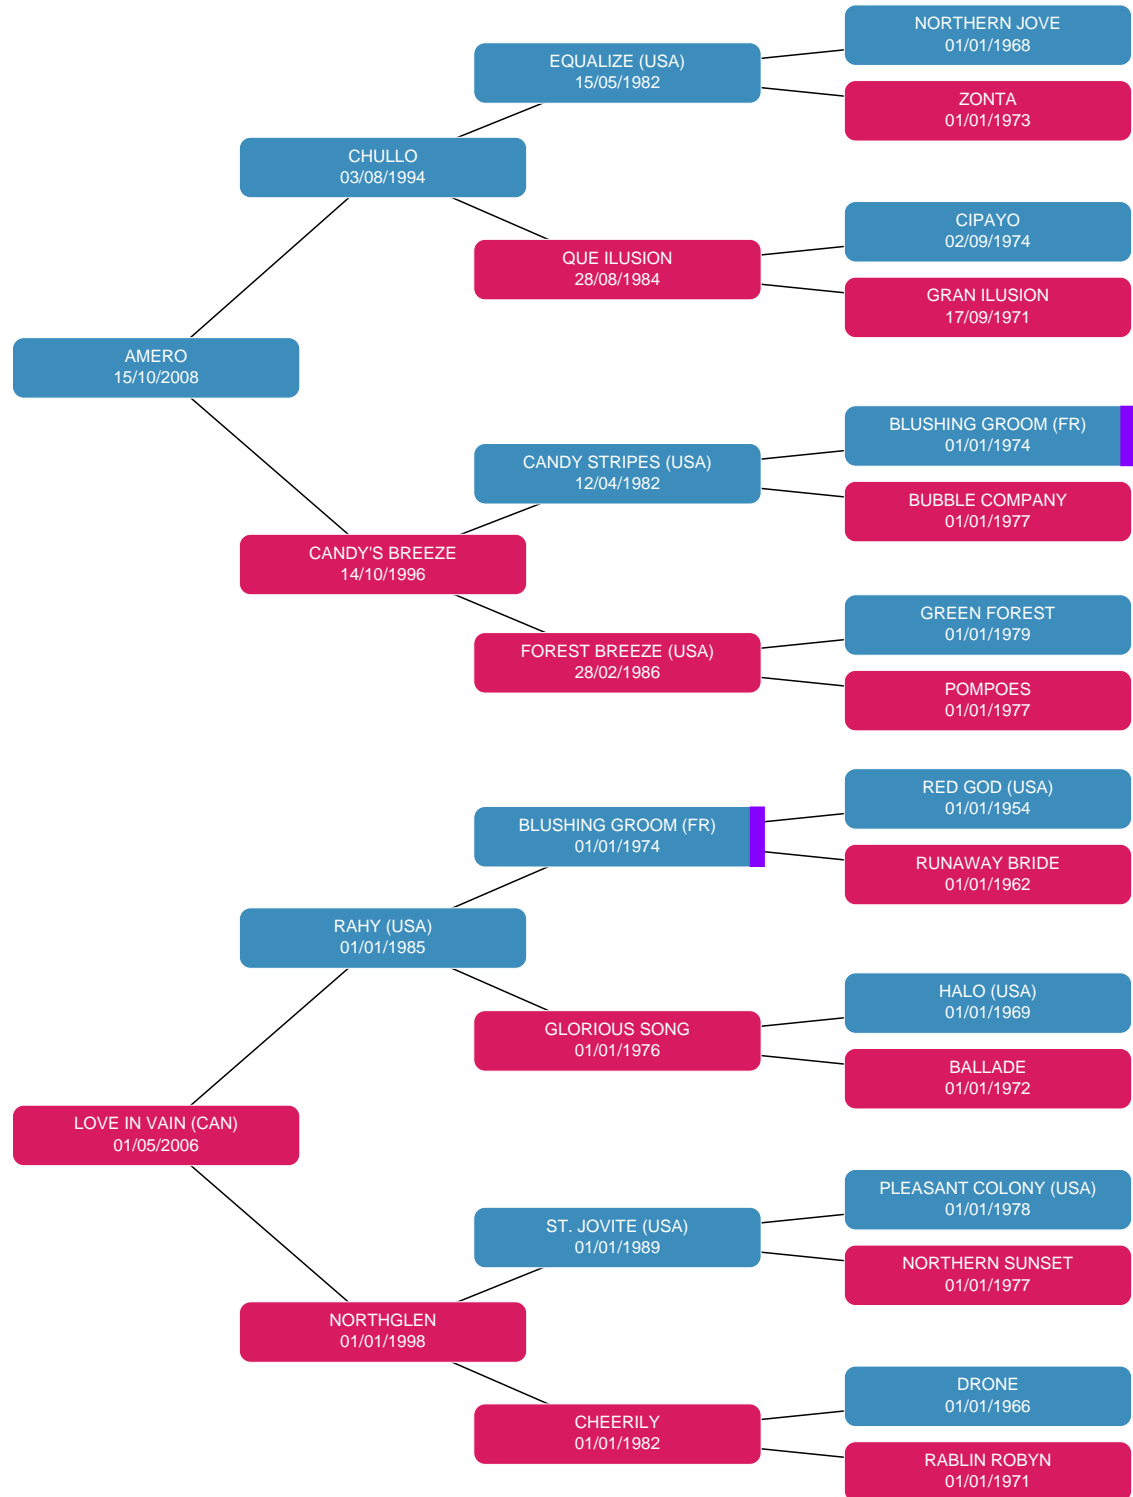 NORTHERN JOVE
01/01/1968
EQUALIZE (USA)
15/05/1982
ZONTA
01/01/1973
CHULLO
03/08/1994
CIPAYO
02/09/1974
QUE ILUSION
28/08/1984
GRAN ILUSION
17/09/1971
AMERO
15/10/2008
BLUSHING GROOM (FR)
01/01/1974
CANDY STRIPES (USA)
12/04/1982
BUBBLE COMPANY
01/01/1977
CANDY'S BREEZE
14/10/1996
GREEN FOREST
01/01/1979
FOREST BREEZE (USA)
28/02/1986
POMPOES
01/01/1977
RED GOD (USA)
01/01/1954
BLUSHING GROOM (FR)
01/01/1974
RUNAWAY BRIDE
01/01/1962
RAHY (USA)
01/01/1985
HALO (USA)
01/01/1969
GLORIOUS SONG
01/01/1976
BALLADE
01/01/1972
LOVE IN VAIN (CAN)
01/05/2006
PLEASANT COLONY (USA)
01/01/1978
ST. JOVITE (USA)
01/01/1989
NORTHERN SUNSET
01/01/1977
NORTHGLEN
01/01/1998
DRONE
01/01/1966
CHEERILY
01/01/1982
RABLIN ROBYN
01/01/1971